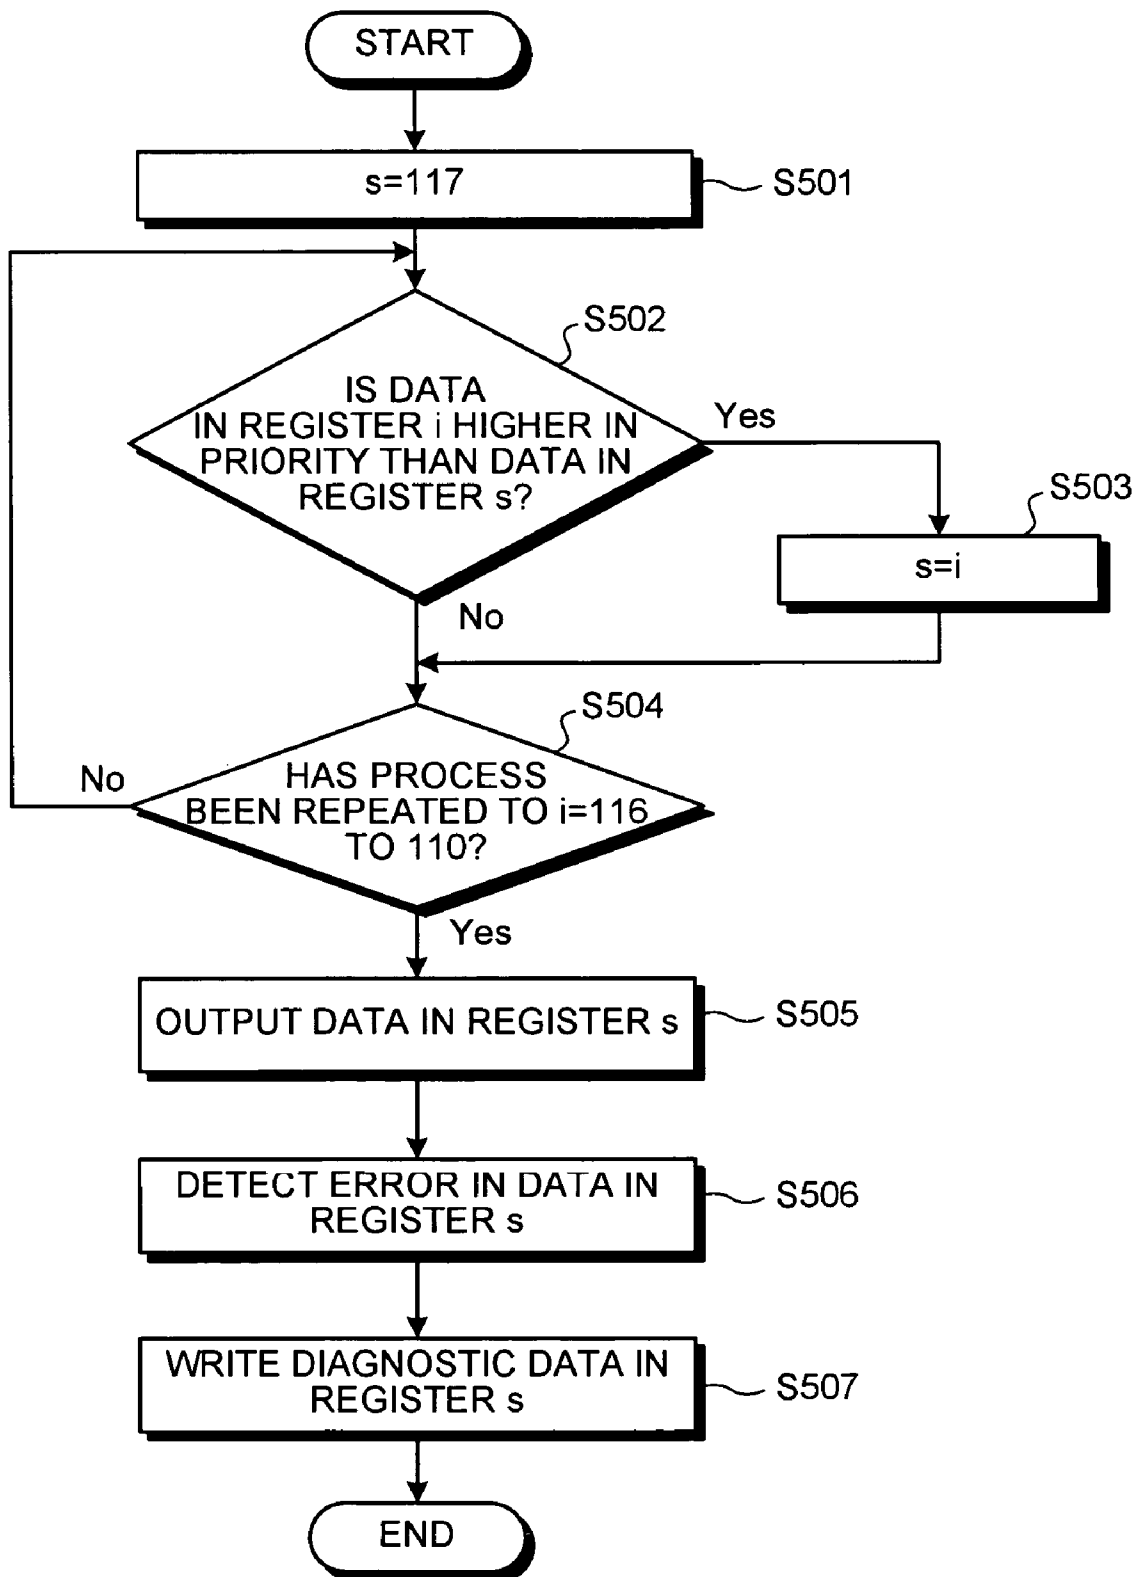 START
s=117
S501
S502
IS DATA
IN REGISTER i HIGHER IN
PRIORITY THAN DATA IN
REGISTER s?
Yes
S503
s=i
No
S504
HAS PROCESS
BEEN REPEATED TO i=116
TO 110?
No
Yes
OUTPUT DATA IN REGISTER s
S505
DETECT ERROR IN DATA IN
REGISTER s
S506
WRITE DIAGNOSTIC DATA IN
REGISTER s
S507
END